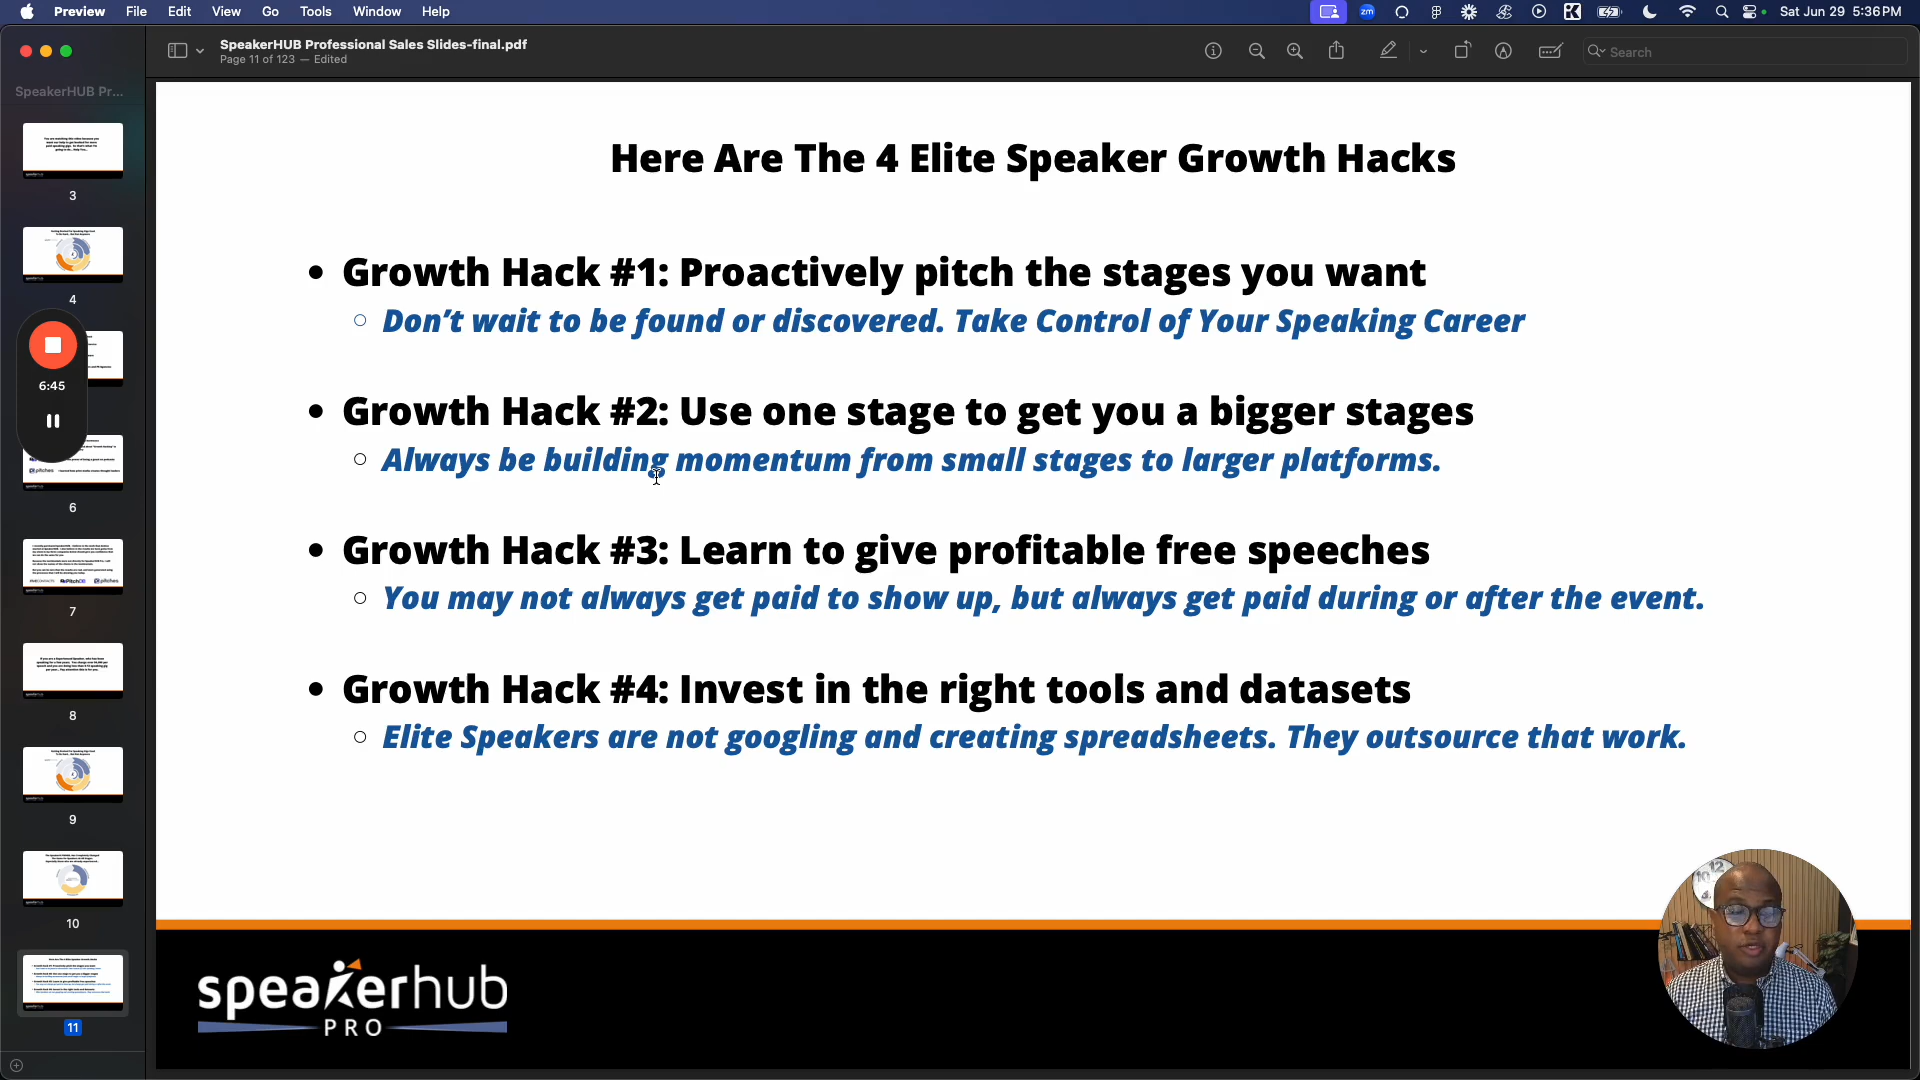 Preview File Edit View Go Tools Window Help
zm
Sat Jun 29 5:36 PM
SpeakerHUB Professional Sales Slides-final.pdf
Page 11 of 123 — Edited
Search
SpeakerHUB Pr...
3
4
6:45
6
7
8
9
10
11
Here Are The 4 Elite Speaker Growth Hacks
• Growth Hack #1: Proactively pitch the stages you want
○ Don’t wait to be found or discovered. Take Control of Your Speaking Career
• Growth Hack #2: Use one stage to get you a bigger stages
○ Always be building momentum from small stages to larger platforms.
• Growth Hack #3: Learn to give profitable free speeches
○ You may not always get paid to show up, but always get paid during or after the event.
• Growth Hack #4: Invest in the right tools and datasets
○ Elite Speakers are not googling and creating spreadsheets. They outsource that work.
speakerhub
PRO